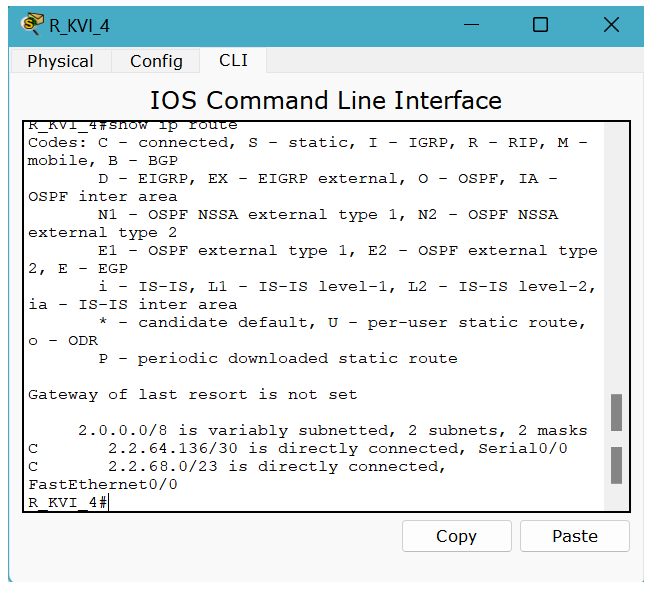 R_KVI_4
Physical
Config
CLI
IOS Command Line Interface
R_KVI_4#show ip route
Codes: C - connected, S - static, I - IGRP, R - RIP, M -
mobile, B - BGP
D - EIGRP, EX - EIGRP external, O - OSPF, IA -
OSPF inter area
N1 - OSPF NSSA external type 1, N2 - OSPF NSSA
external type 2
E1 - OSPF external type 1, E2 - OSPF external type
2, E - EGP
i - IS-IS, L1 - IS-IS level-1, L2 - IS-IS level-2,
ia - IS-IS inter area
* - candidate default, U - per-user static route,
o - ODR
P - periodic downloaded static route
Gateway of last resort is not set
2.0.0.0/8 is variably subnetted, 2 subnets, 2 masks
C 2.2.64.136/30 is directly connected, Serial0/0
C 2.2.68.0/23 is directly connected,
FastEthernet0/0
R_KVI_4#
Copy
Paste